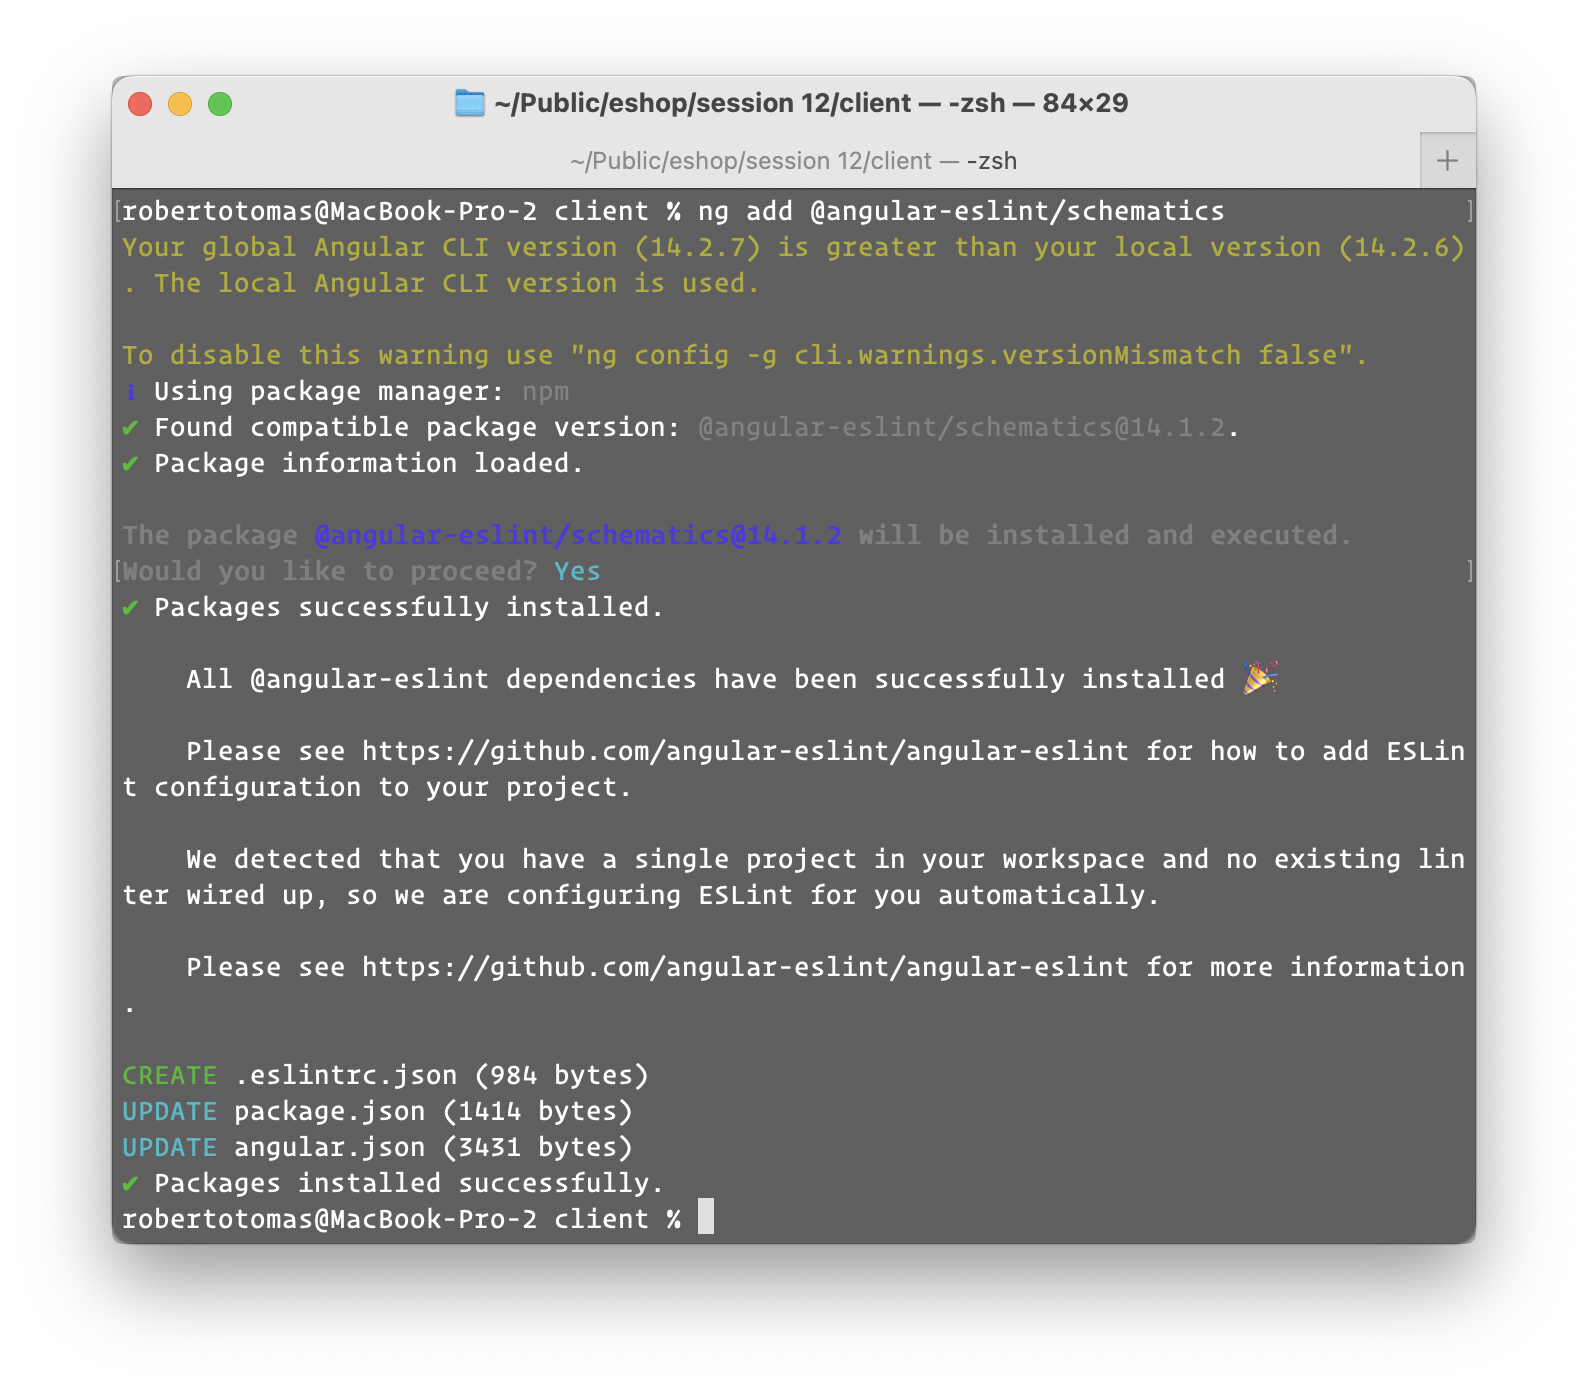 ~/Public/eshop/session 12/client — -zsh — 84×29
~/Public/eshop/session 12/client — -zsh
+
[robertotomas@MacBook-Pro-2 client % ng add @angular-eslint/schematics ]
Your global Angular CLI version (14.2.7) is greater than your local version (14.2.6)
. The local Angular CLI version is used.
To disable this warning use "ng config -g cli.warnings.versionMismatch false".
ℹ Using package manager: npm
✔ Found compatible package version: @angular-eslint/schematics@14.1.2.
✔ Package information loaded.
The package @angular-eslint/schematics@14.1.2 will be installed and executed.
[Would you like to proceed? Yes ]
✔ Packages successfully installed.
All @angular-eslint dependencies have been successfully installed 🎉
Please see https://github.com/angular-eslint/angular-eslint for how to add ESLin
t configuration to your project.
We detected that you have a single project in your workspace and no existing lin
ter wired up, so we are configuring ESLint for you automatically.
Please see https://github.com/angular-eslint/angular-eslint for more information
.
CREATE .eslintrc.json (984 bytes)
UPDATE package.json (1414 bytes)
UPDATE angular.json (3431 bytes)
✔ Packages installed successfully.
robertotomas@MacBook-Pro-2 client %